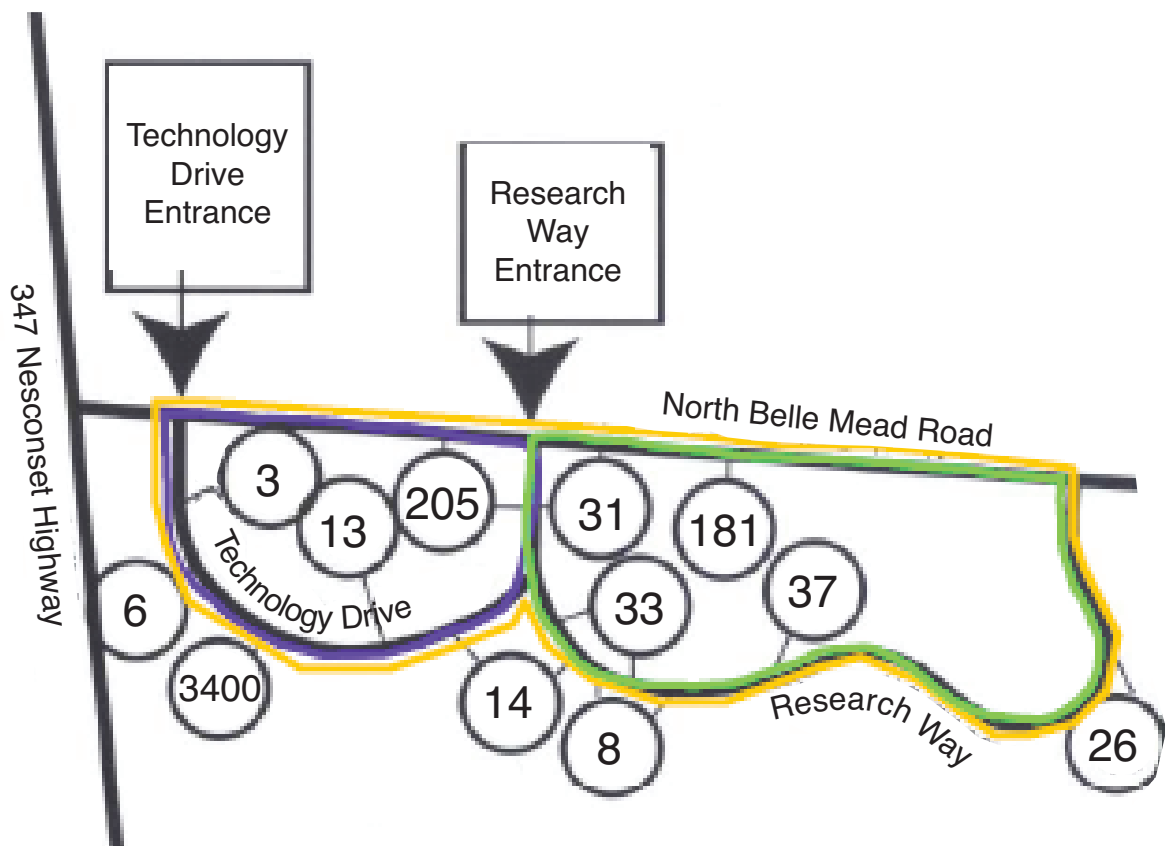 Technology
Drive
Entrance
Research
Way
Entrance
347 Nesconset Highway
North Belle Mead Road
3
13
205
31
181
Technology Drive
6
33
37
3400
14
8
Research Way
26